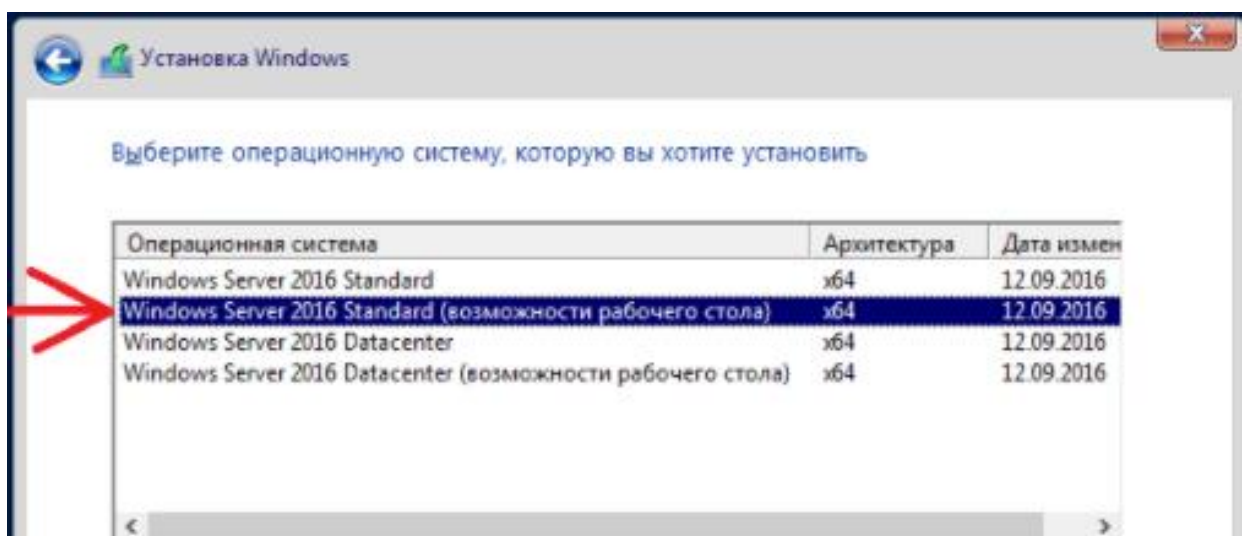 Установка Windows
Выберите операционную систему, которую вы хотите установить
Операционная система Архитектура Дата измен
Windows Server 2016 Standard x64 12.09.2016
Windows Server 2016 Standard (возможности рабочего стола) x64 12.09.2016
Windows Server 2016 Datacenter x64 12.09.2016
Windows Server 2016 Datacenter (возможности рабочего стола) x64 12.09.2016